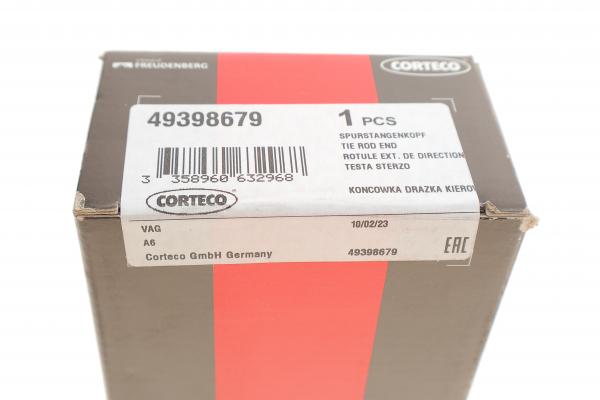 FREUDENBERG
CORTECO
49398679
1 PCS
SPURSTANGENKOPF
TIE ROD END
ROTULE EXT. DE DIRECTION
TESTA STERZO
KONCOWKA DRAZKA KIEROW
3 358960 632968
CORTECO
VAG
10/02/23
A6
Corteco GmbH Germany
49398679
EAC